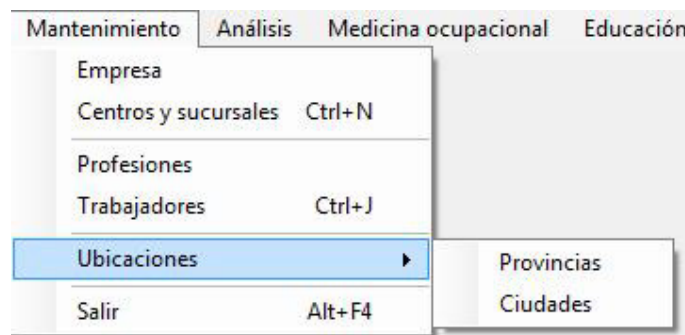 Mantenimiento Análisis Medicina ocupacional Educación
Empresa
Centros y sucursales Ctrl+N
Profesiones
Trabajadores Ctrl+J
Ubicaciones
Provincias
Ciudades
Salir Alt+F4